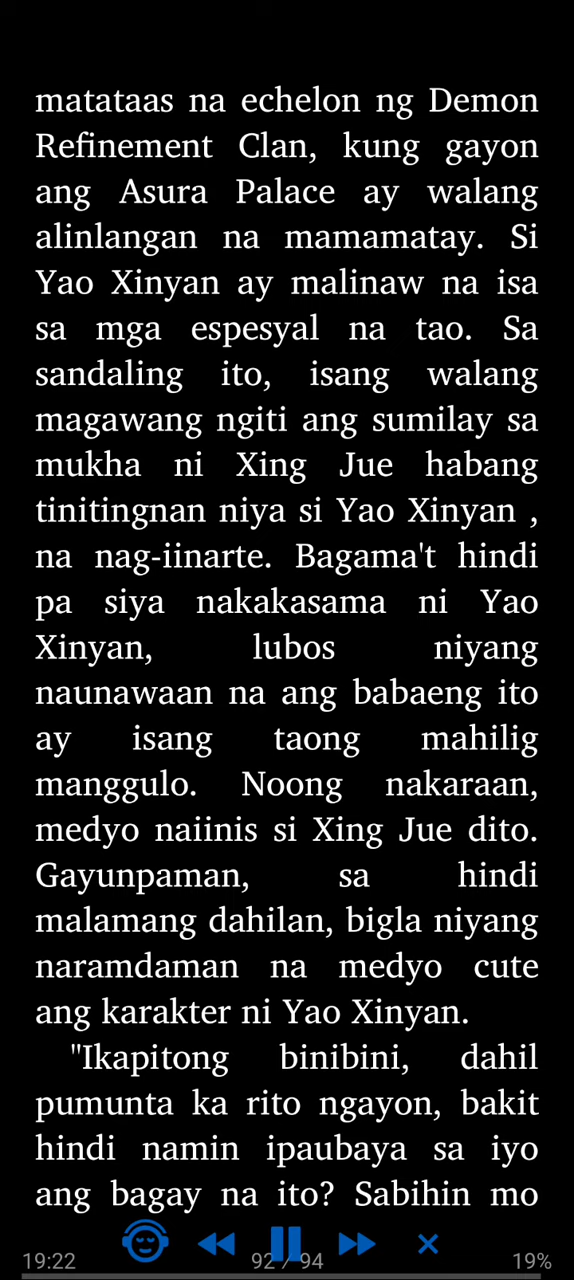 matataas na echelon ng Demon
Refinement Clan, kung gayon
ang Asura Palace ay walang
alinlangan na mamamatay. Si
Yao Xinyan ay malinaw na isa
sa mga espesyal na tao. Sa
sandaling ito, isang walang
magawang ngiti ang sumilay sa
mukha ni Xing Jue habang
tinitingnan niya si Yao Xinyan ,
na nag-iinarte. Bagama't hindi
pa siya nakakasama ni Yao
Xinyan, lubos niyang
naunawaan na ang babaeng ito
ay isang taong mahilig
manggulo. Noong nakaraan,
medyo naiinis si Xing Jue dito.
Gayunpaman, sa hindi
malamang dahilan, bigla niyang
naramdaman na medyo cute
ang karakter ni Yao Xinyan.
"Ikapitong binibini, dahil
pumunta ka rito ngayon, bakit
hindi namin ipaubaya sa iyo
ang bagay na ito? Sabihin mo
19:22 92 / 94 19%